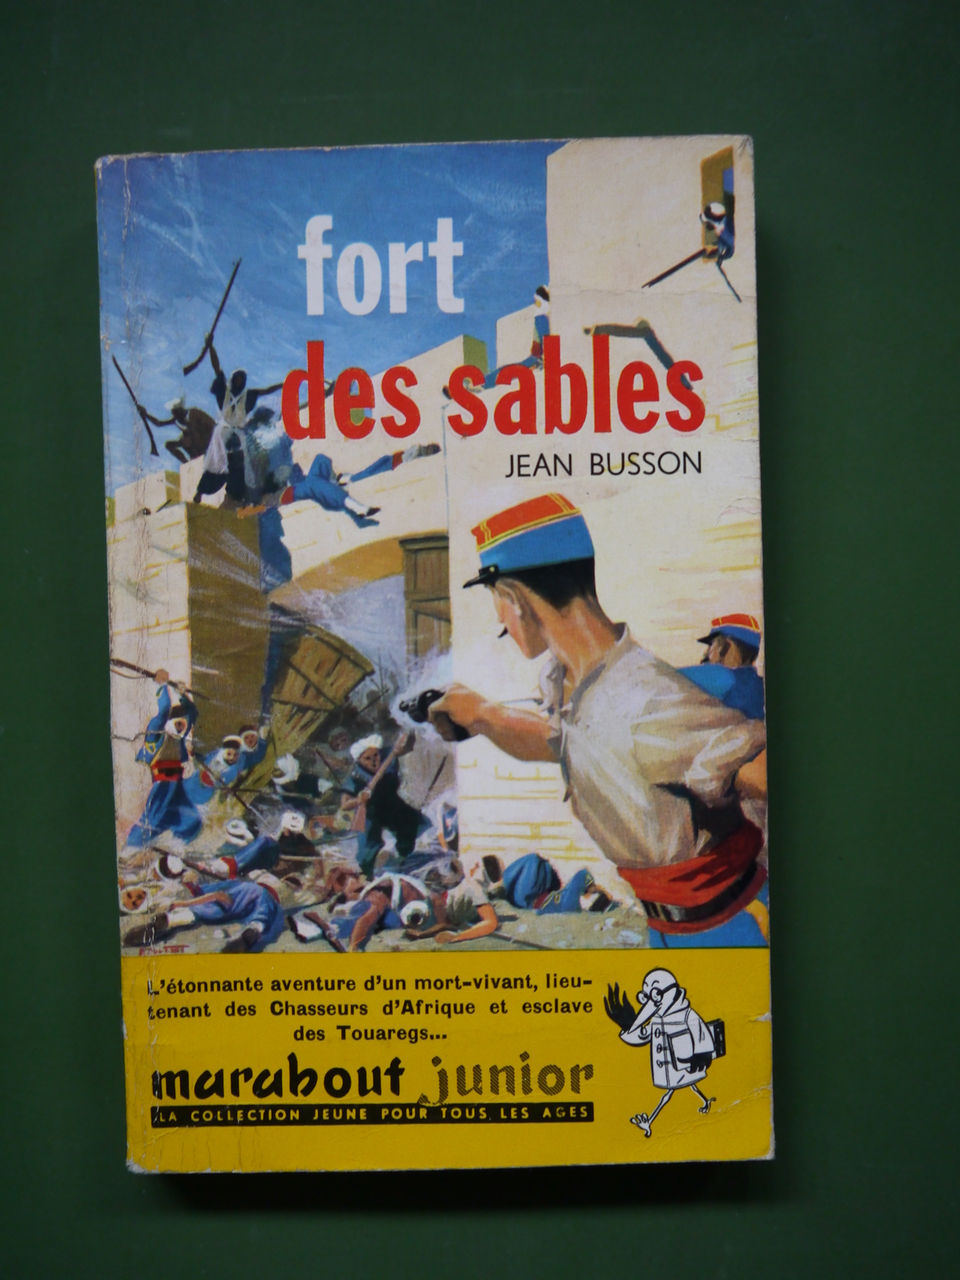 fort
des sables
JEAN BUSSON
L'étonnante aventure d'un mort-vivant, lieu-
tenant des Chasseurs d'Afrique et esclave
des Touaregs...
marabout junior
LA COLLECTION JEUNE POUR TOUS LES AGES